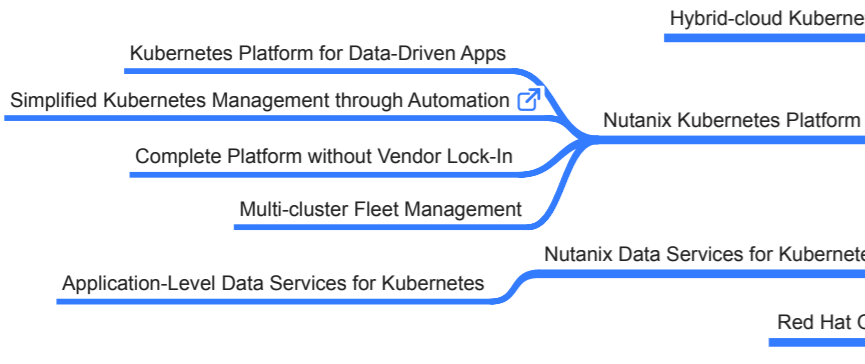 Hybrid-cloud
Kubernetes Platform for Data-Driven Apps
Simplified Kubernetes Management through Automation
Nutanix Kubernetes Platform
Complete Platform without Vendor Lock-In
Multi-cluster Fleet Management
Nutanix Data Services for
Application-Level Data Services for Kubernetes
Red Hat